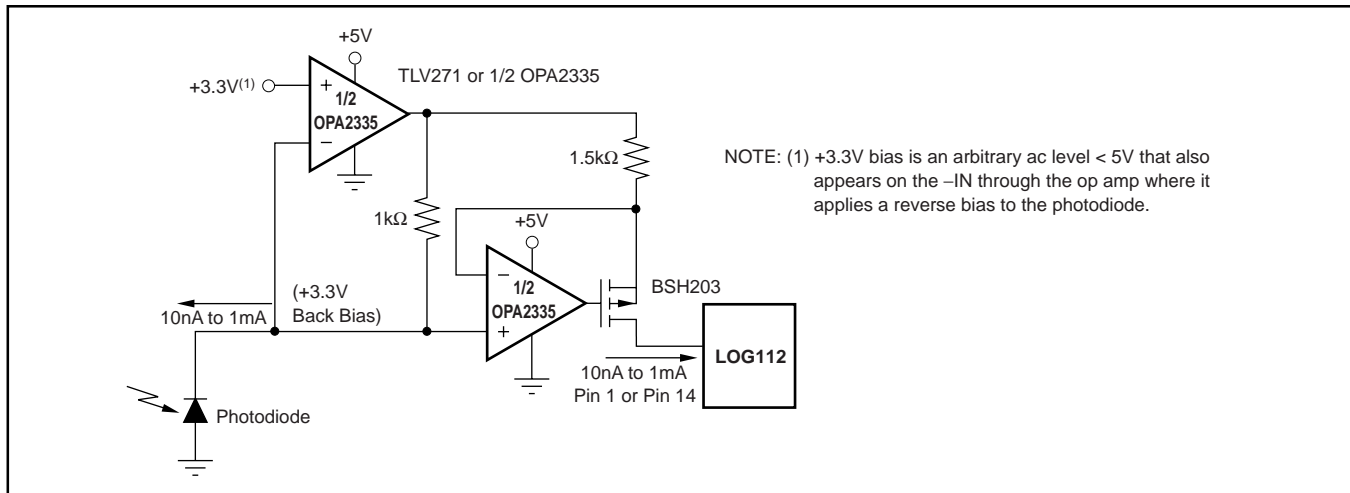 +5V
TLV271 or 1/2 OPA2335
+3.3V(1)
+
1/2
OPA2335
−
1.5kΩ
NOTE: (1) +3.3V bias is an arbitrary ac level < 5V that also
appears on the –IN through the op amp where it
applies a reverse bias to the photodiode.
1kΩ
+5V
−
1/2
OPA2335
+
BSH203
(+3.3V
Back Bias)
10nA to 1mA
LOG112
10nA to 1mA
Pin 1 or Pin 14
Photodiode